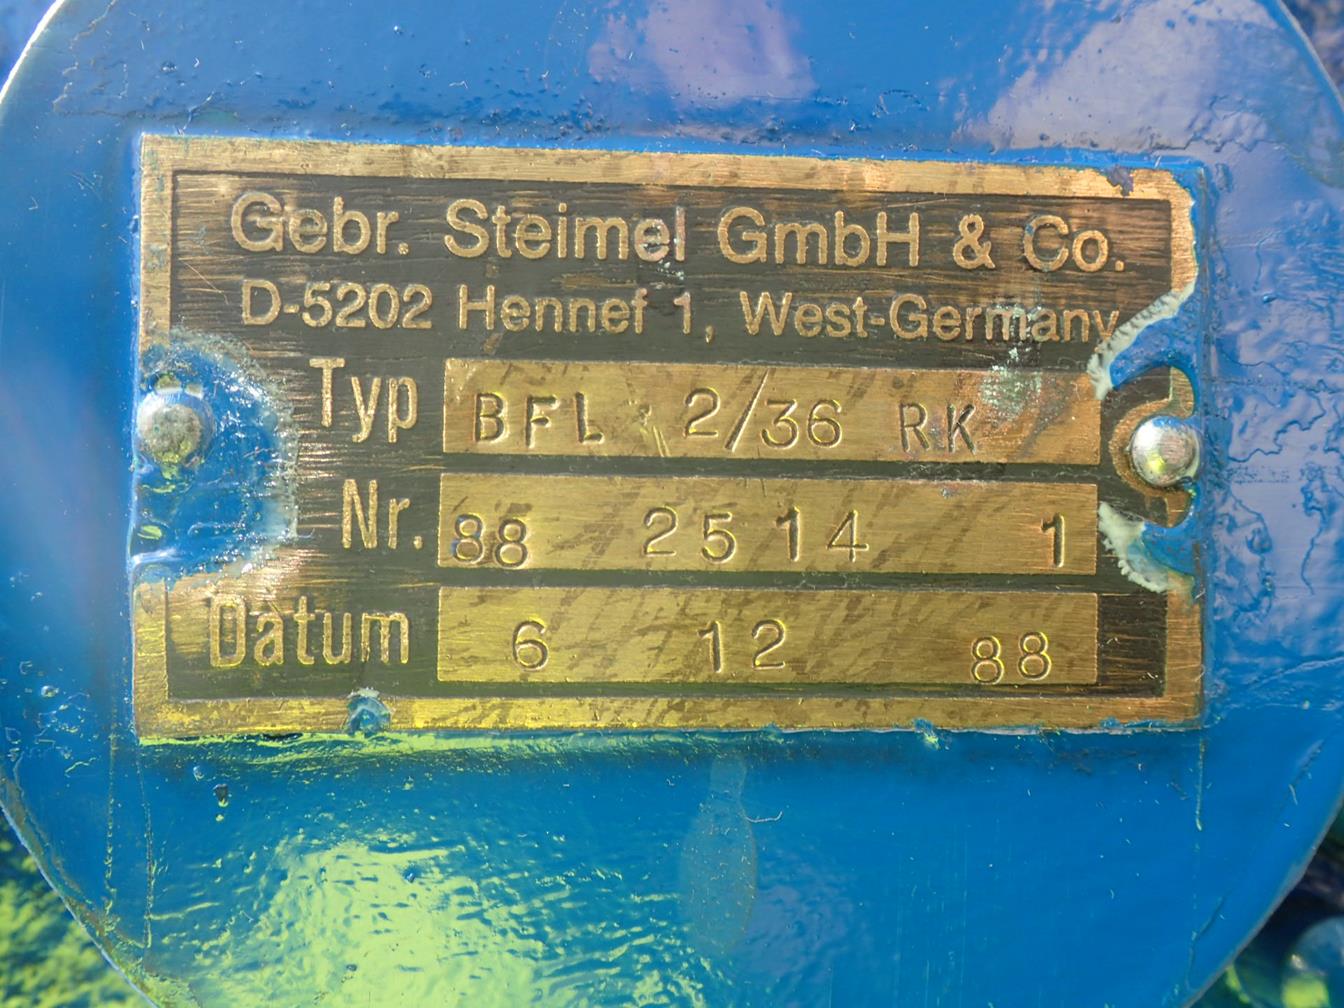 Gebr. Steimel GmbH & Co.
D-5202 Hennef 1, West-Germany
Typ BFL 2/36 RK
Nr. 88 2514 1
Datum 6 12 88